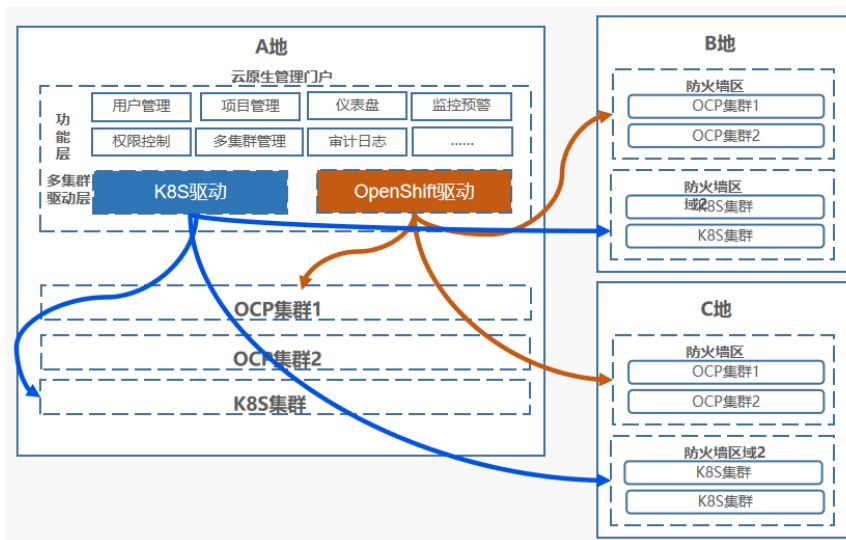 A地
云原生管理门户
功能层
用户管理
项目管理
仪表盘
监控预警
权限控制
多集群管理
审计日志
......
多集群
驱动层
K8S驱动
OpenShift驱动
OCP集群1
OCP集群2
K8S集群
B地
防火墙区
OCP集群1
OCP集群2
防火墙区
域2
K8S集群
K8S集群
C地
防火墙区
OCP集群1
OCP集群2
防火墙区域2
K8S集群
K8S集群